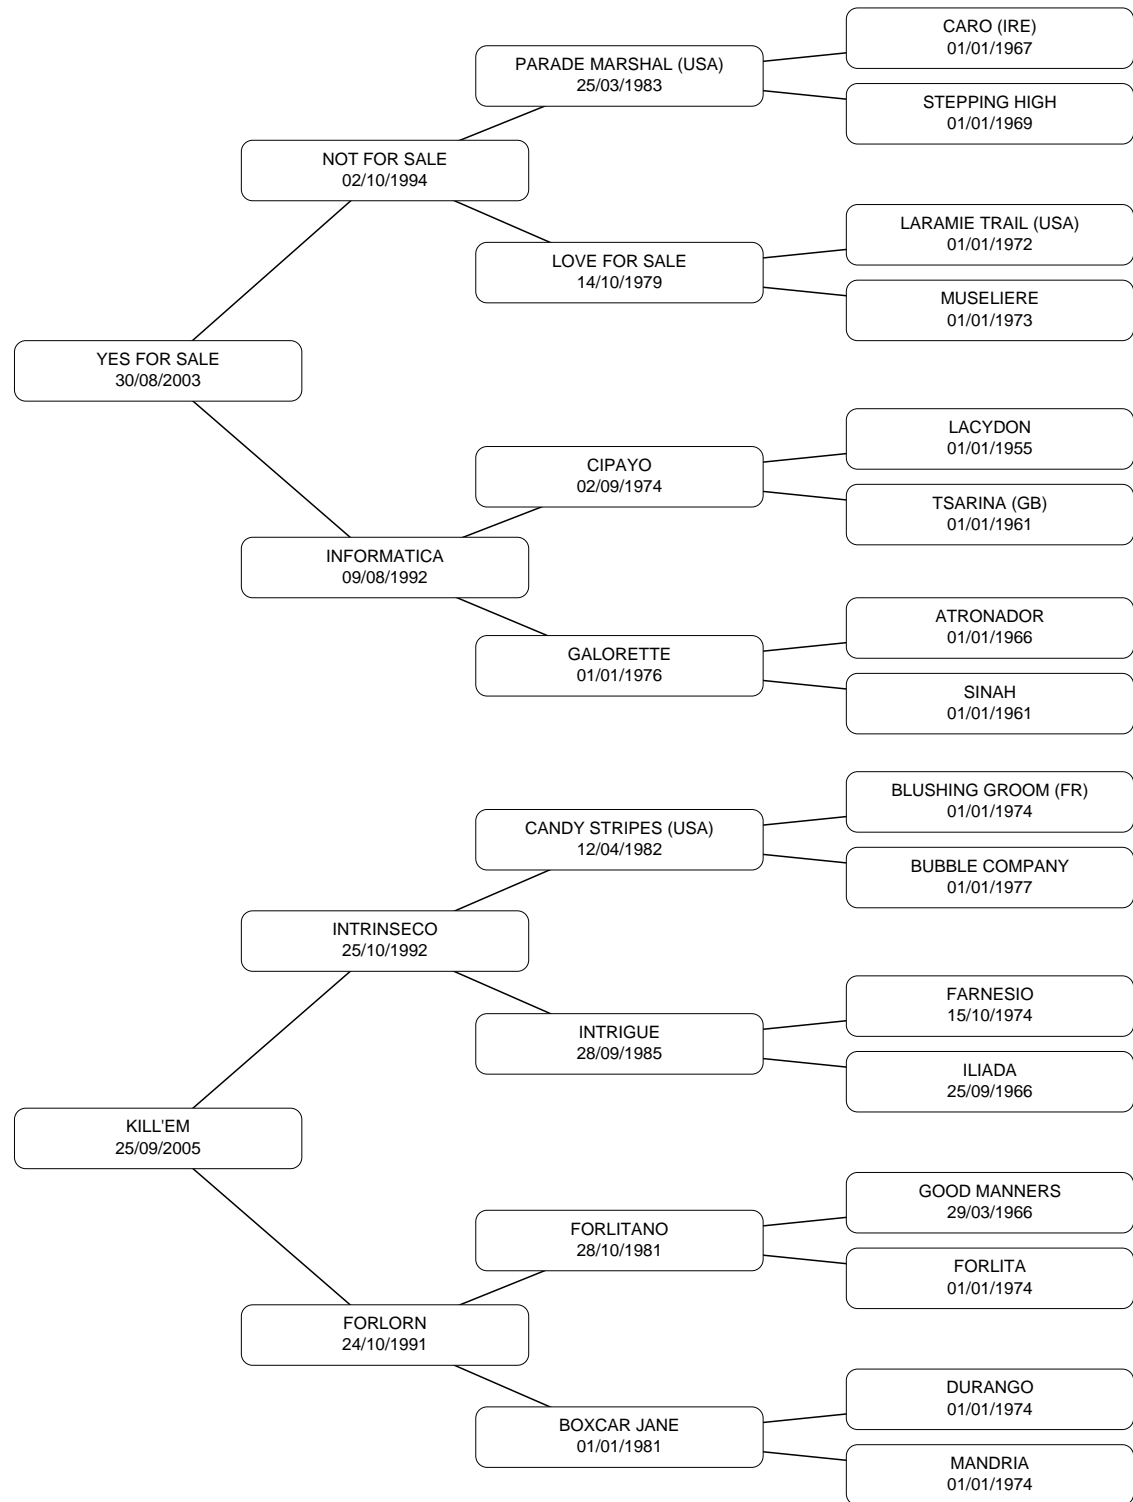 CARO (IRE)
01/01/1967
PARADE MARSHAL (USA)
25/03/1983
STEPPING HIGH
01/01/1969
NOT FOR SALE
02/10/1994
LARAMIE TRAIL (USA)
01/01/1972
LOVE FOR SALE
14/10/1979
MUSELIERE
01/01/1973
YES FOR SALE
30/08/2003
LACYDON
01/01/1955
CIPAYO
02/09/1974
TSARINA (GB)
01/01/1961
INFORMATICA
09/08/1992
ATRONADOR
01/01/1966
GALORETTE
01/01/1976
SINAH
01/01/1961
BLUSHING GROOM (FR)
01/01/1974
CANDY STRIPES (USA)
12/04/1982
BUBBLE COMPANY
01/01/1977
INTRINSECO
25/10/1992
FARNESIO
15/10/1974
INTRIGUE
28/09/1985
ILIADA
25/09/1966
KILL'EM
25/09/2005
GOOD MANNERS
29/03/1966
FORLITANO
28/10/1981
FORLITA
01/01/1974
FORLORN
24/10/1991
DURANGO
01/01/1974
BOXCAR JANE
01/01/1981
MANDRIA
01/01/1974